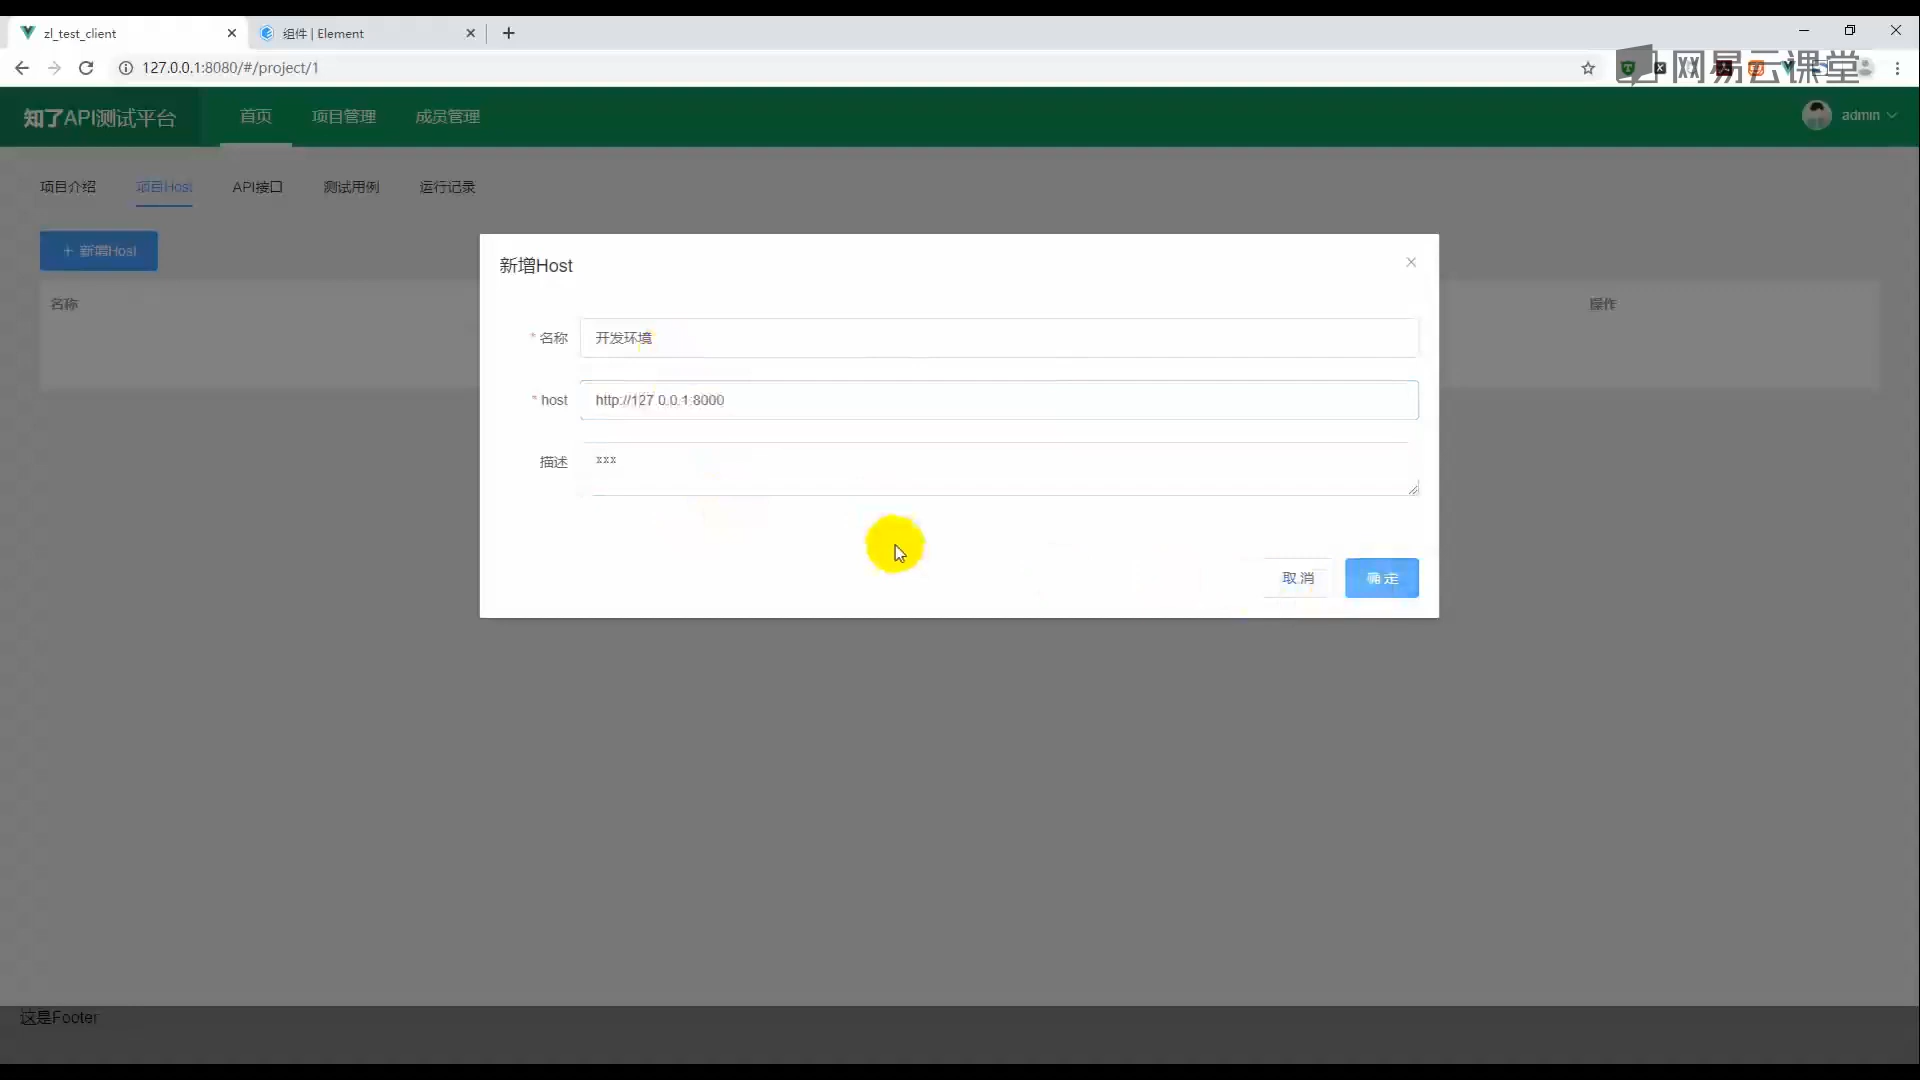 zl_test_client
组件 | Element
127.0.0.1:8080/#/project/1
网易云课堂
知了API测试平台
首页
项目管理
成员管理
admin
项目介绍
项目Host
API接口
测试用例
运行记录
+ 新增Host
名称
操作
新增Host
* 名称
开发环境
* host
http://127.0.0.1:8000
描述
xxx
取消
确定
这是Footer